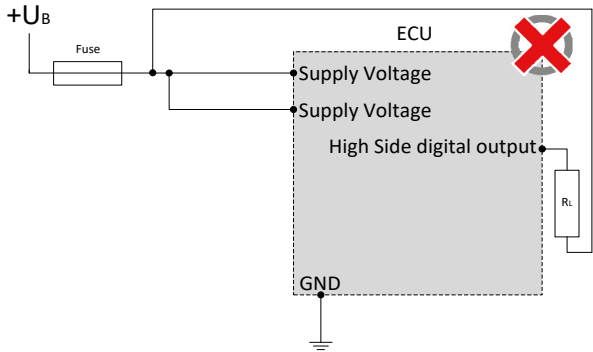 +UB
Fuse
ECU
Supply Voltage
Supply Voltage
High Side digital output
RL
GND